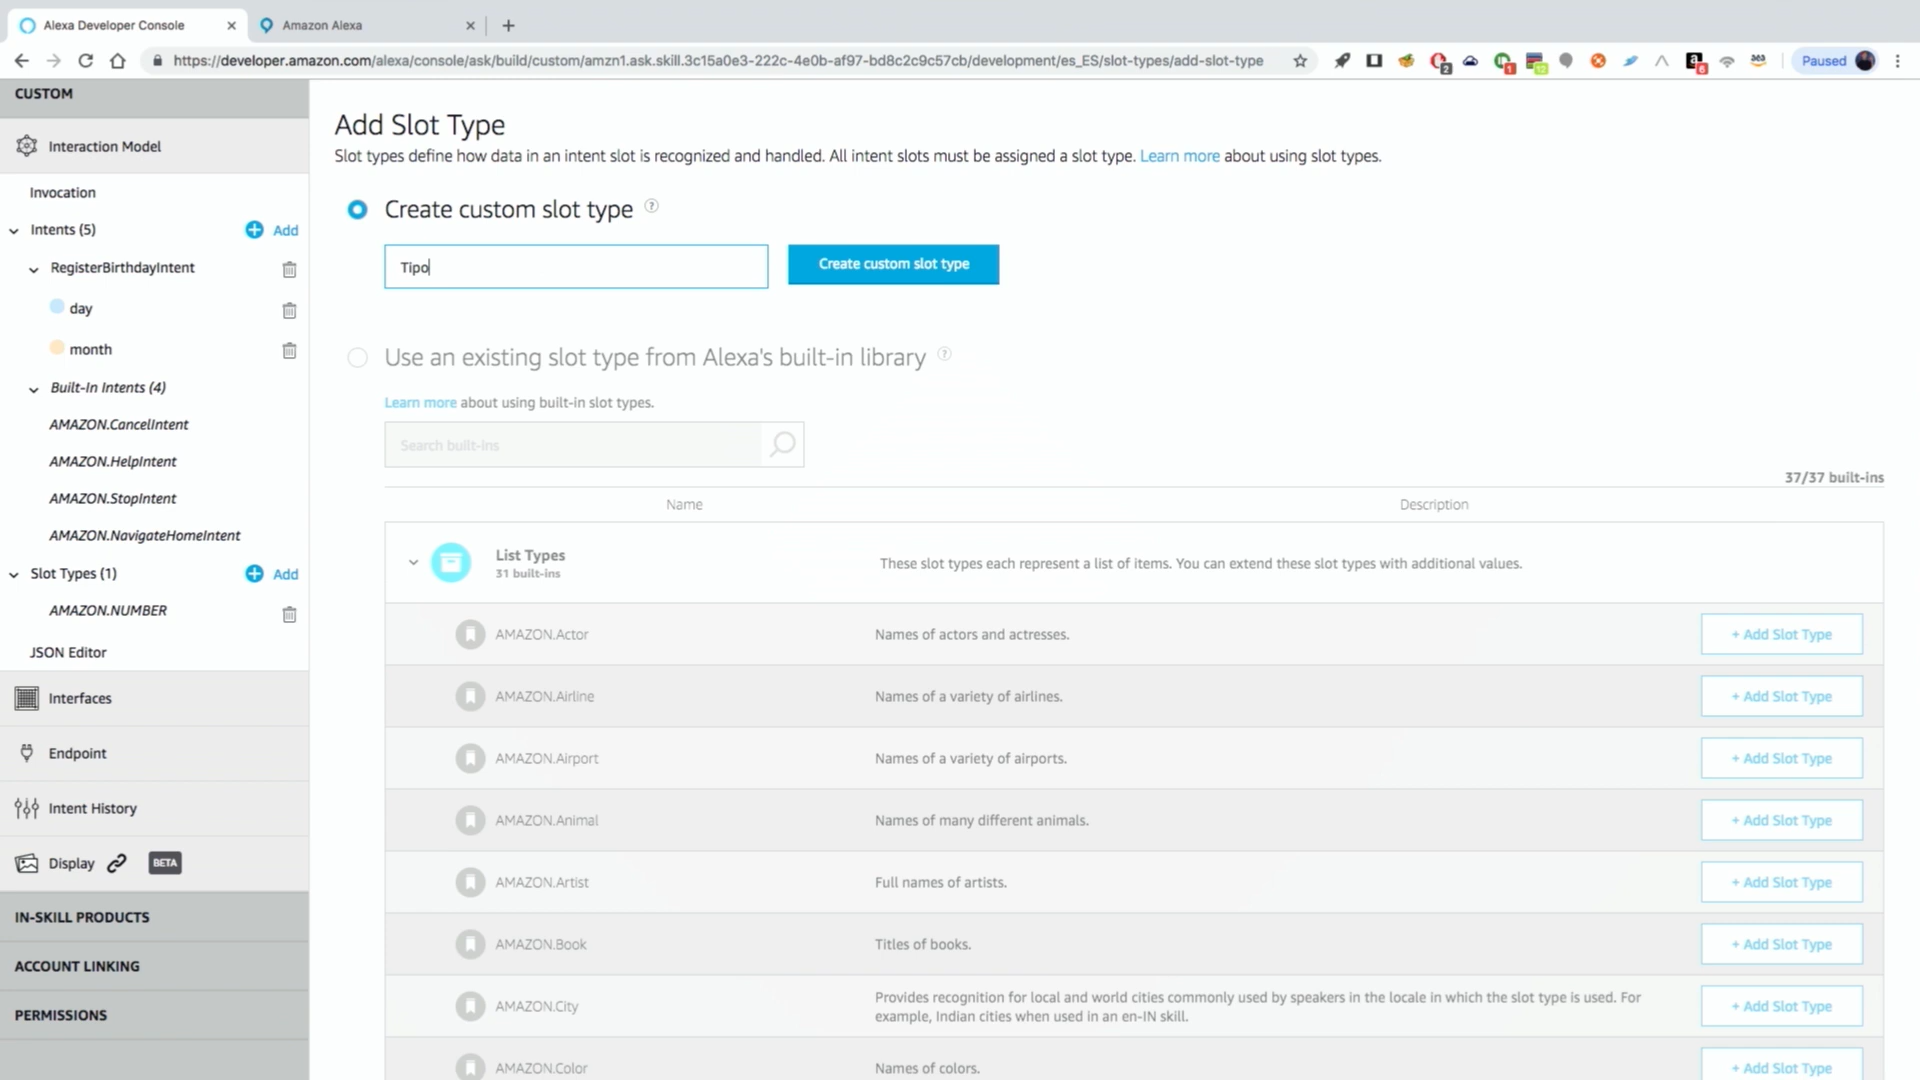 Alexa Developer Console
Amazon Alexa
https://developer.amazon.com/alexa/console/ask/build/custom/amzn1.ask.skill.3c15a0e3-222c-4e0b-af97-bd8c2c9c57cb/development/es_ES/slot-types/add-slot-type
2
1
12
a
6
Paused
CUSTOM
Interaction Model
Invocation
Intents (5)
Add
RegisterBirthdayIntent
day
month
Built-In Intents (4)
AMAZON.CancelIntent
AMAZON.HelpIntent
AMAZON.StopIntent
AMAZON.NavigateHomeIntent
Slot Types (1)
Add
AMAZON.NUMBER
JSON Editor
Interfaces
Endpoint
Intent History
Display
BETA
IN-SKILL PRODUCTS
ACCOUNT LINKING
PERMISSIONS
Add Slot Type
Slot types define how data in an intent slot is recognized and handled. All intent slots must be assigned a slot type. Learn more about using slot types.
Create custom slot type ?
Tipo
Create custom slot type
Use an existing slot type from Alexa's built-in library ?
Learn more about using built-in slot types.
Search built-ins
37/37 built-ins
Name
Description
List Types
31 built-ins
These slot types each represent a list of items. You can extend these slot types with additional values.
AMAZON.Actor
Names of actors and actresses.
+ Add Slot Type
AMAZON.Airline
Names of a variety of airlines.
+ Add Slot Type
AMAZON.Airport
Names of a variety of airports.
+ Add Slot Type
AMAZON.Animal
Names of many different animals.
+ Add Slot Type
AMAZON.Artist
Full names of artists.
+ Add Slot Type
AMAZON.Book
Titles of books.
+ Add Slot Type
AMAZON.City
Provides recognition for local and world cities commonly used by speakers in the locale in which the slot type is used. For
example, Indian cities when used in an en-IN skill.
+ Add Slot Type
AMAZON.Color
Names of colors.
+ Add Slot Type